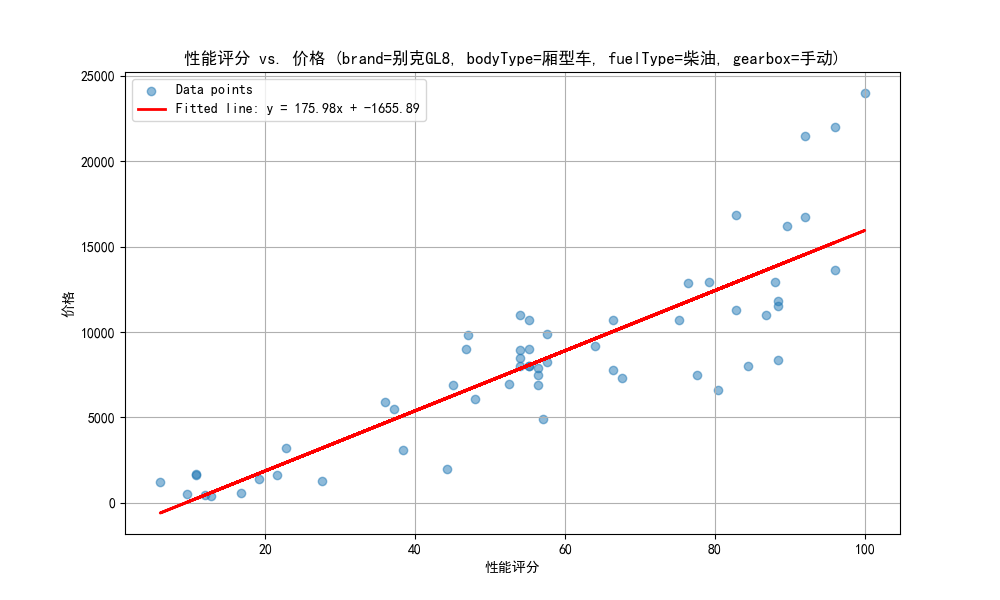 性能评分 vs. 价格 (brand=别克GL8, bodyType=厢型车, fuelType=柴油, gearbox=手动)
Data points
Fitted line: y = 175.98x + -1655.89
25000
20000
15000
10000
5000
0
价格
20 40 60 80 100
性能评分